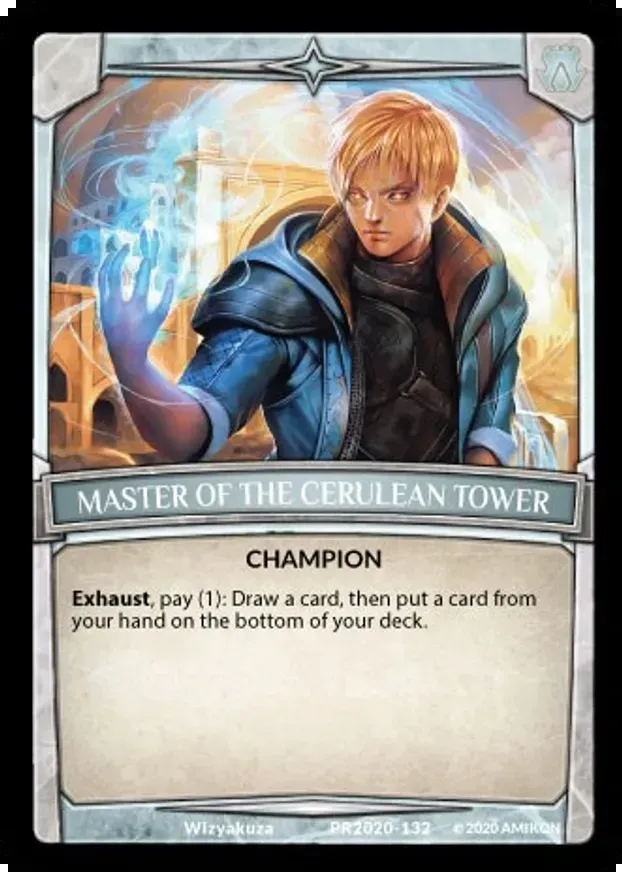 MASTER OF THE CERULEAN TOWER
CHAMPION
Exhaust, pay (1): Draw a card, then put a card from
your hand on the bottom of your deck.
Wizyakuza PR2020-132 © 2020 AMIKON